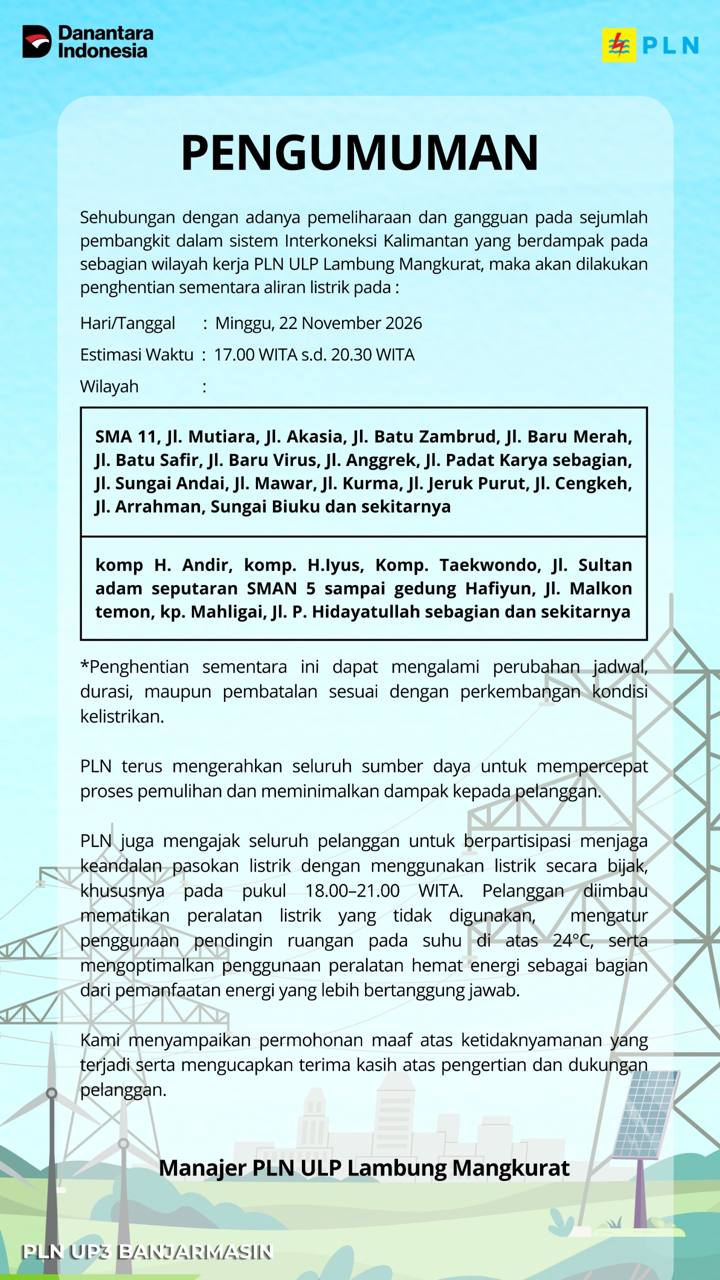 Danantara
Indonesia
PLN
PENGUMUMAN
Sehubungan dengan adanya pemeliharaan dan gangguan pada sejumlah
pembangkit dalam sistem Interkoneksi Kalimantan yang berdampak pada
sebagian wilayah kerja PLN ULP Lambung Mangkurat, maka akan dilakukan
penghentian sementara aliran listrik pada :
Hari/Tanggal : Minggu, 22 November 2026
Estimasi Waktu : 17.00 WITA s.d. 20.30 WITA
Wilayah :
SMA 11, Jl. Mutiara, Jl. Akasia, Jl. Batu Zambrud, Jl. Baru Merah,
Jl. Batu Safir, Jl. Baru Virus, Jl. Anggrek, Jl. Padat Karya sebagian,
Jl. Sungai Andai, Jl. Mawar, Jl. Kurma, Jl. Jeruk Purut, Jl. Cengkeh,
Jl. Arrahman, Sungai Biuku dan sekitarnya
komp H. Andir, komp. H.Iyus, Komp. Taekwondo, Jl. Sultan
adam seputaran SMAN 5 sampai gedung Hafiyun, Jl. Malkon
temon, kp. Mahligai, Jl. P. Hidayatullah sebagian dan sekitarnya
*Penghentian sementara ini dapat mengalami perubahan jadwal,
durasi, maupun pembatalan sesuai dengan perkembangan kondisi
kelistrikan.
PLN terus mengerahkan seluruh sumber daya untuk mempercepat
proses pemulihan dan meminimalkan dampak kepada pelanggan.
PLN juga mengajak seluruh pelanggan untuk berpartisipasi menjaga
keandalan pasokan listrik dengan menggunakan listrik secara bijak,
khususnya pada pukul 18.00–21.00 WITA. Pelanggan diimbau
mematikan peralatan listrik yang tidak digunakan, mengatur
penggunaan pendingin ruangan pada suhu di atas 24°C, serta
mengoptimalkan penggunaan peralatan hemat energi sebagai bagian
dari pemanfaatan energi yang lebih bertanggung jawab.
Kami menyampaikan permohonan maaf atas ketidaknyamanan yang
terjadi serta mengucapkan terima kasih atas pengertian dan dukungan
pelanggan.
Manajer PLN ULP Lambung Mangkurat
PLN UP3 BANJARMASIN